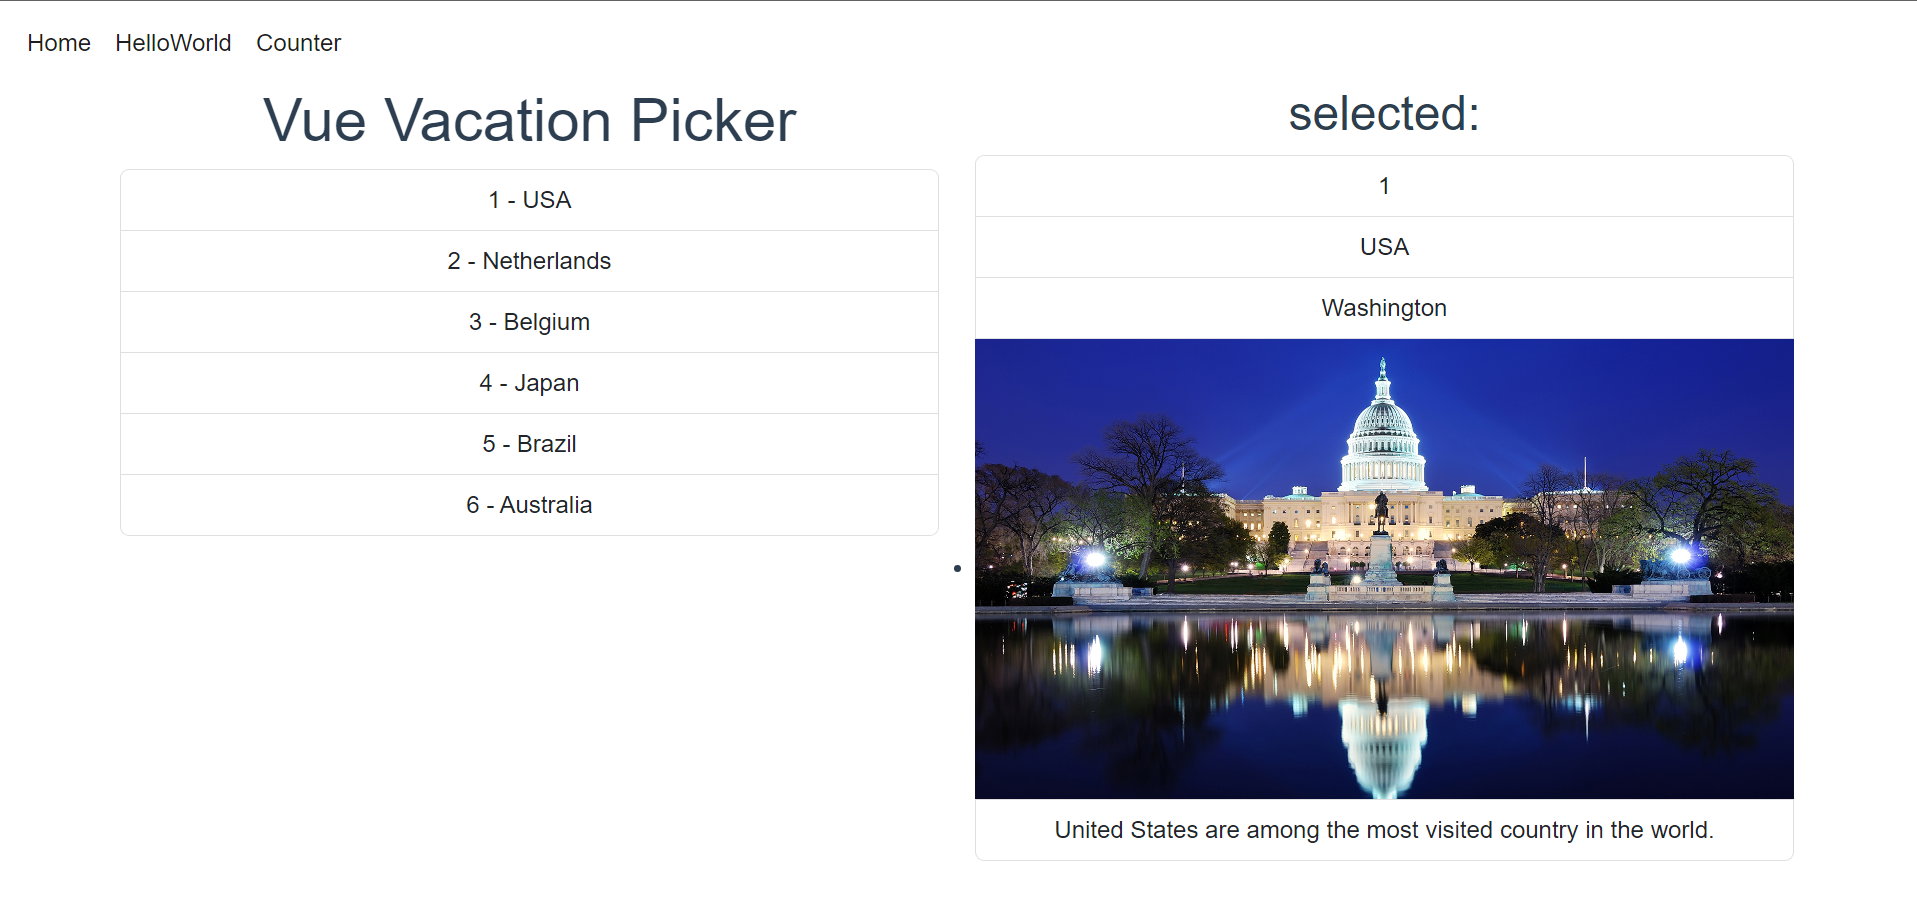 Home HelloWorld Counter
Vue Vacation Picker
1 - USA
2 - Netherlands
3 - Belgium
4 - Japan
5 - Brazil
6 - Australia
selected:
1
USA
Washington
United States are among the most visited country in the world.